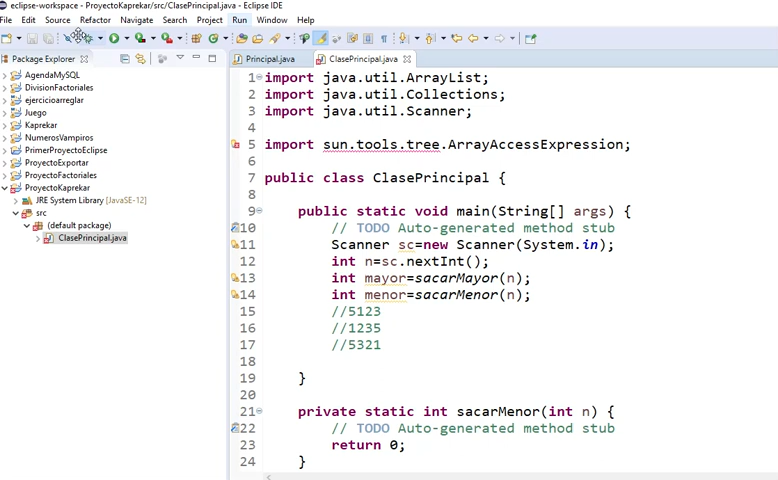 eclipse-workspace - ProyectoKaprekar/src/ClasePrincipal.java - Eclipse IDE
File Edit Source Refactor Navigate Search Project Run Window Help
Package Explorer
AgendaMySQL
DivisionFactoriales
ejercicioarreglar
Juego
Kaprekar
NumerosVampiros
PrimerProyectoEclipse
ProyectoExportar
ProyectoFactoriales
ProyectoKaprekar
JRE System Library [JavaSE-12]
src
(default package)
ClasePrincipal.java
Principal.java
ClasePrincipal.java
1 import java.util.ArrayList;
2 import java.util.Collections;
3 import java.util.Scanner;
4
5 import sun.tools.tree.ArrayAccessExpression;
6
7 public class ClasePrincipal {
8
9 public static void main(String[] args) {
10 // TODO Auto-generated method stub
11 Scanner sc=new Scanner(System.in);
12 int n=sc.nextInt();
13 int mayor=sacarMayor(n);
14 int menor=sacarMenor(n);
15 //5123
16 //1235
17 //5321
18
19 }
20
21 private static int sacarMenor(int n) {
22 // TODO Auto-generated method stub
23 return 0;
24 }